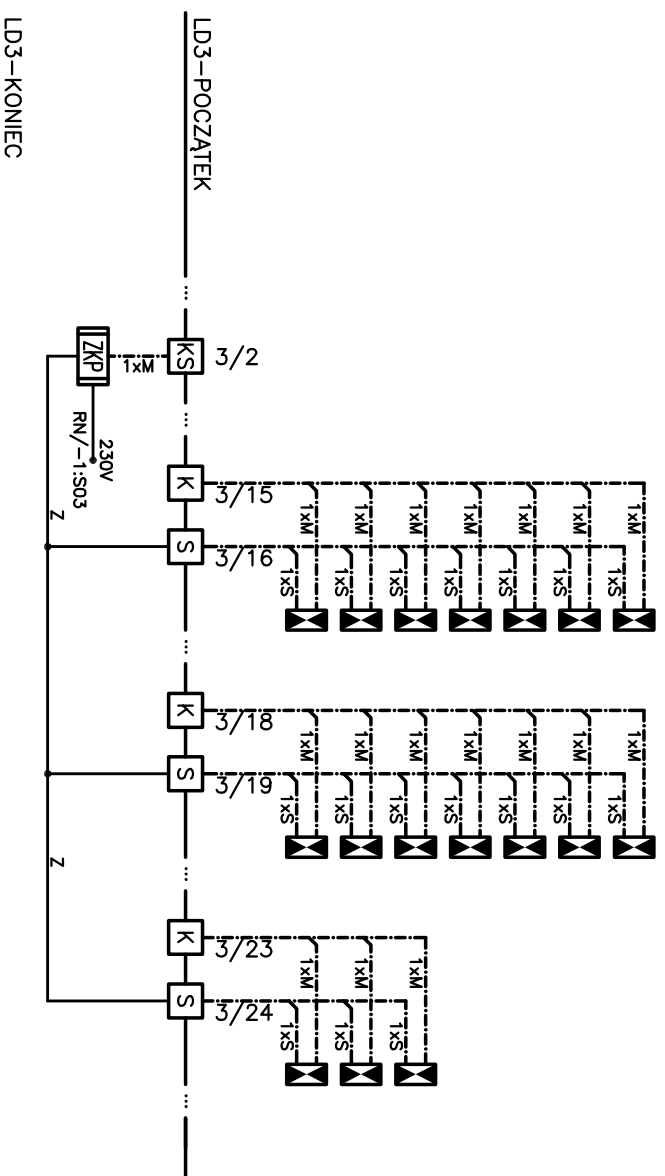 LD3-POCZĄTEK
LD3-KONIEC
...
KS
3/2
1xM
ZKP
230V
RN/-1:S03
...
K
3/15
1xM
1xM
1xM
1xM
1xM
1xM
1xM
Z
S
3/16
1xS
1xS
1xS
1xS
1xS
1xS
1xS
...
K
3/18
1xM
1xM
1xM
1xM
1xM
1xM
1xM
S
3/19
1xS
1xS
1xS
1xS
1xS
1xS
1xS
Z
...
K
3/23
1xM
1xM
1xM
S
3/24
1xS
1xS
1xS
...